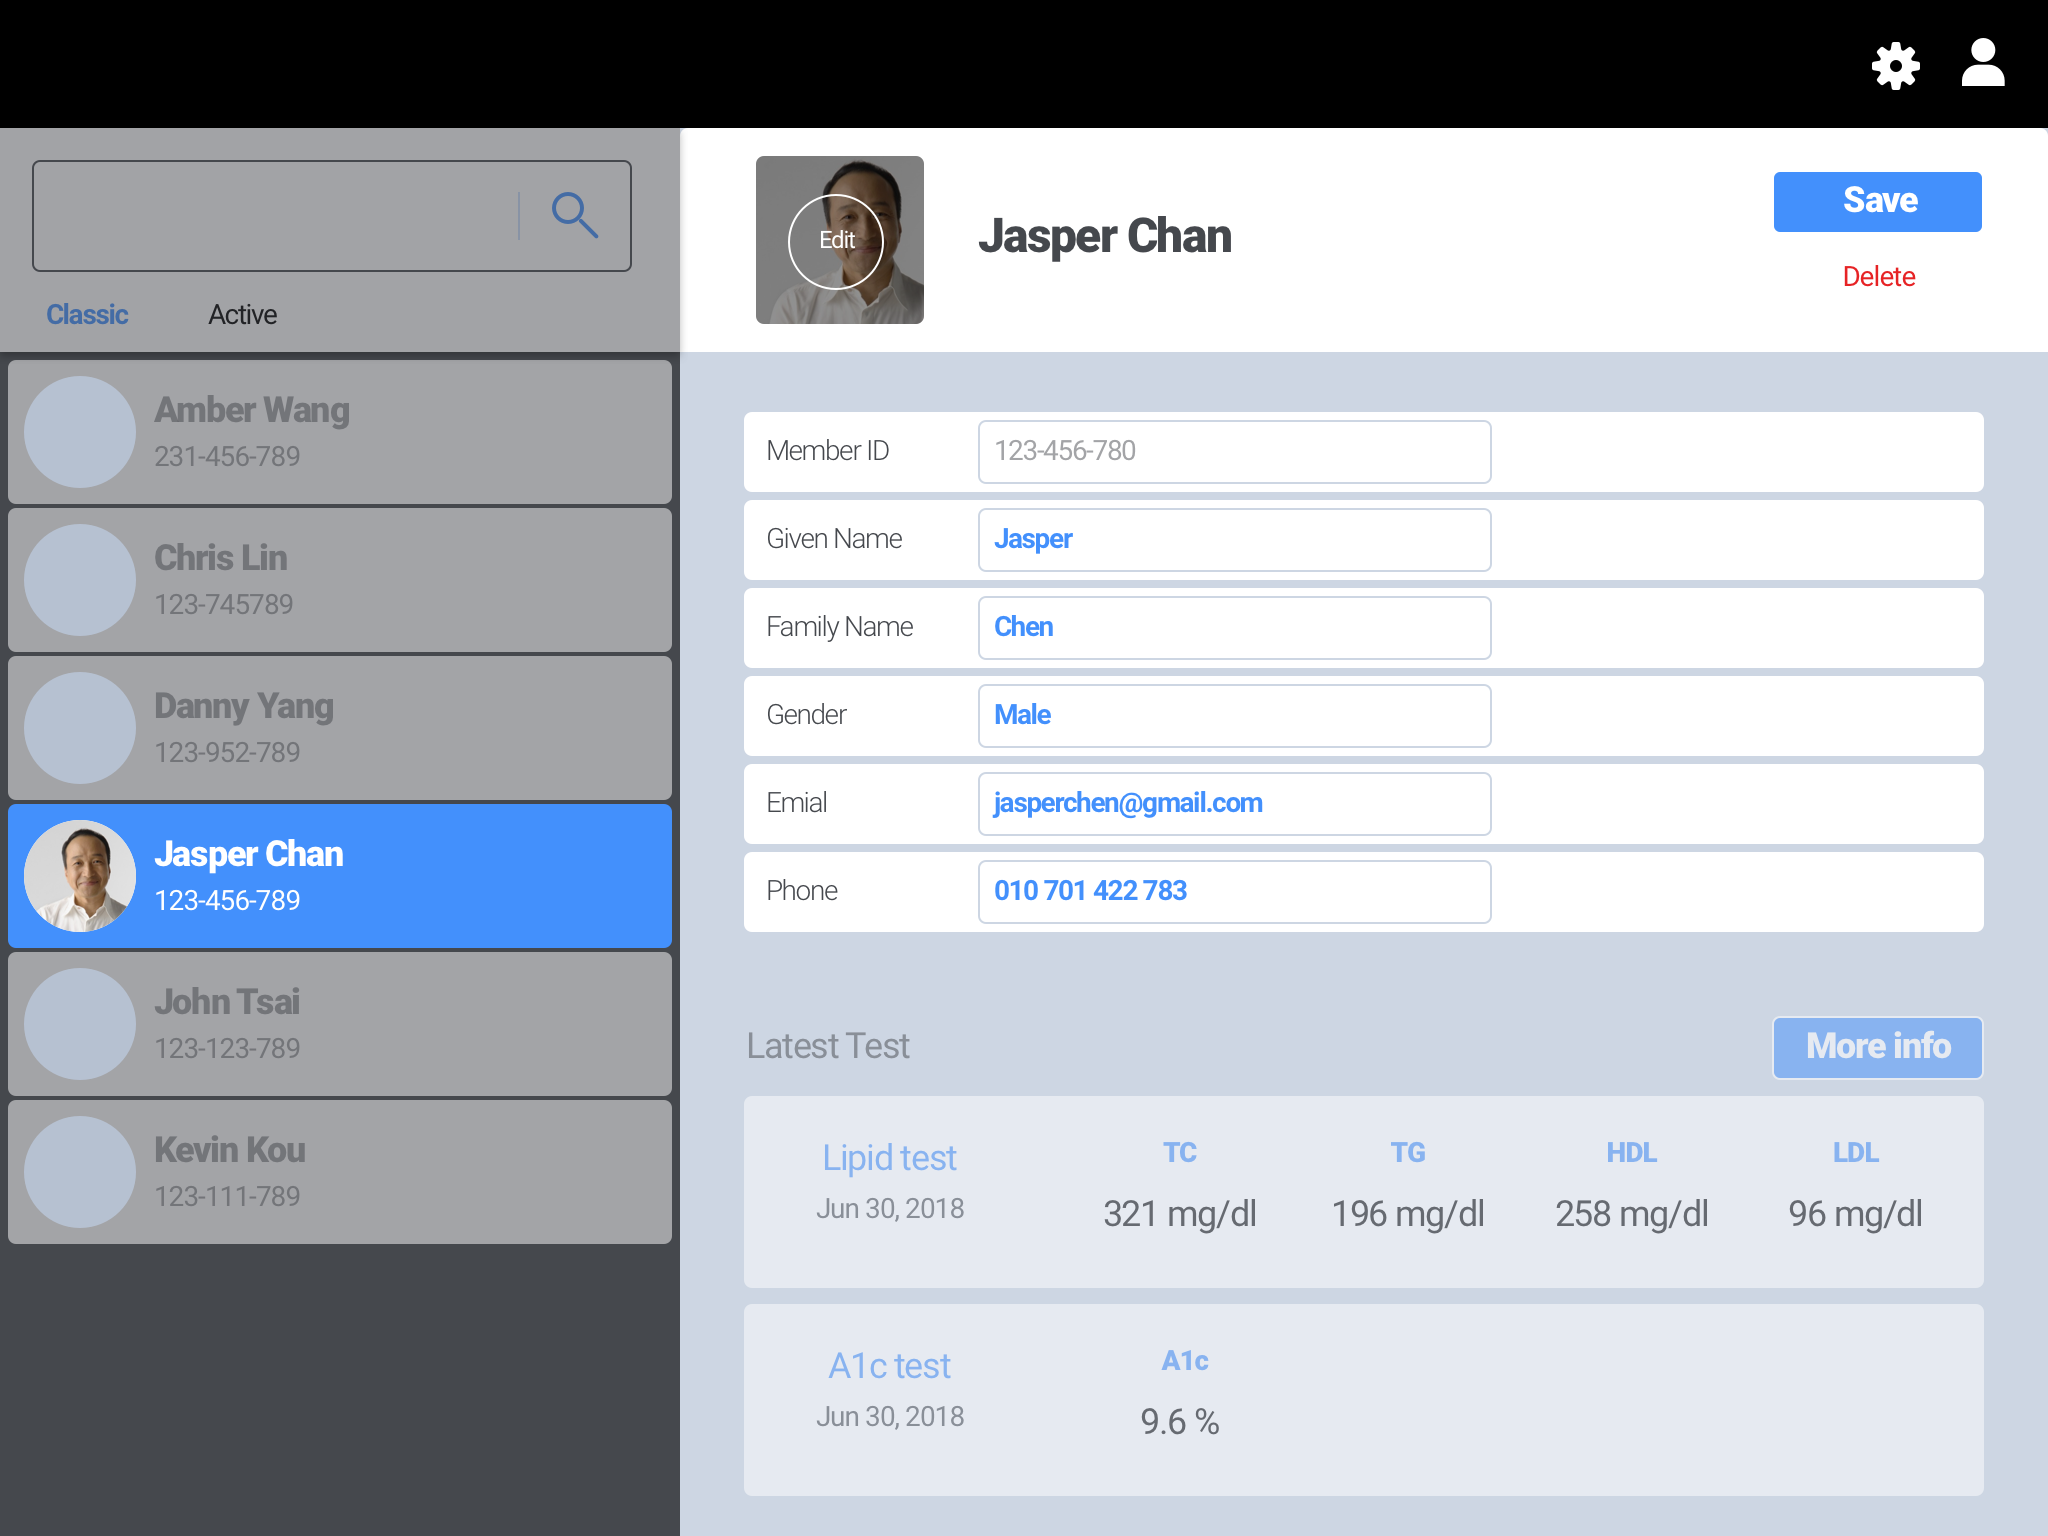 Classic
Active
Amber Wang
231-456-789
Chris Lin
123-745789
Danny Yang
123-952-789
Jasper Chan
123-456-789
John Tsai
123-123-789
Kevin Kou
123-111-789
Edit
Jasper Chan
Save
Delete
Member ID 123-456-780
Given Name Jasper
Family Name Chen
Gender Male
Emial jasperchen@gmail.com
Phone 010 701 422 783
Latest Test
More info
Lipid test
Jun 30, 2018
TC
321 mg/dl
TG
196 mg/dl
HDL
258 mg/dl
LDL
96 mg/dl
A1c test
Jun 30, 2018
A1c
9.6 %